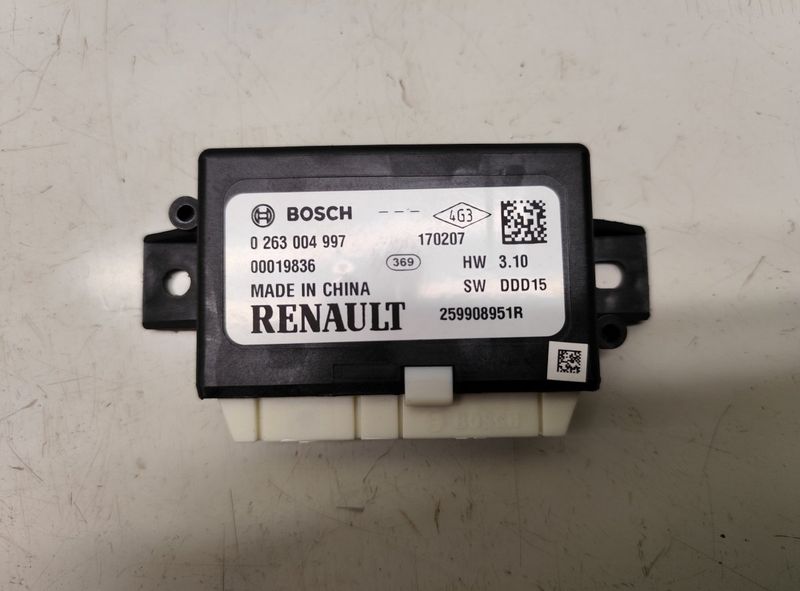 BOSCH --- 4G3
0 263 004 997 170207
00019836 369 HW 3.10
MADE IN CHINA SW DDD15
RENAULT 259908951R
BOSCH